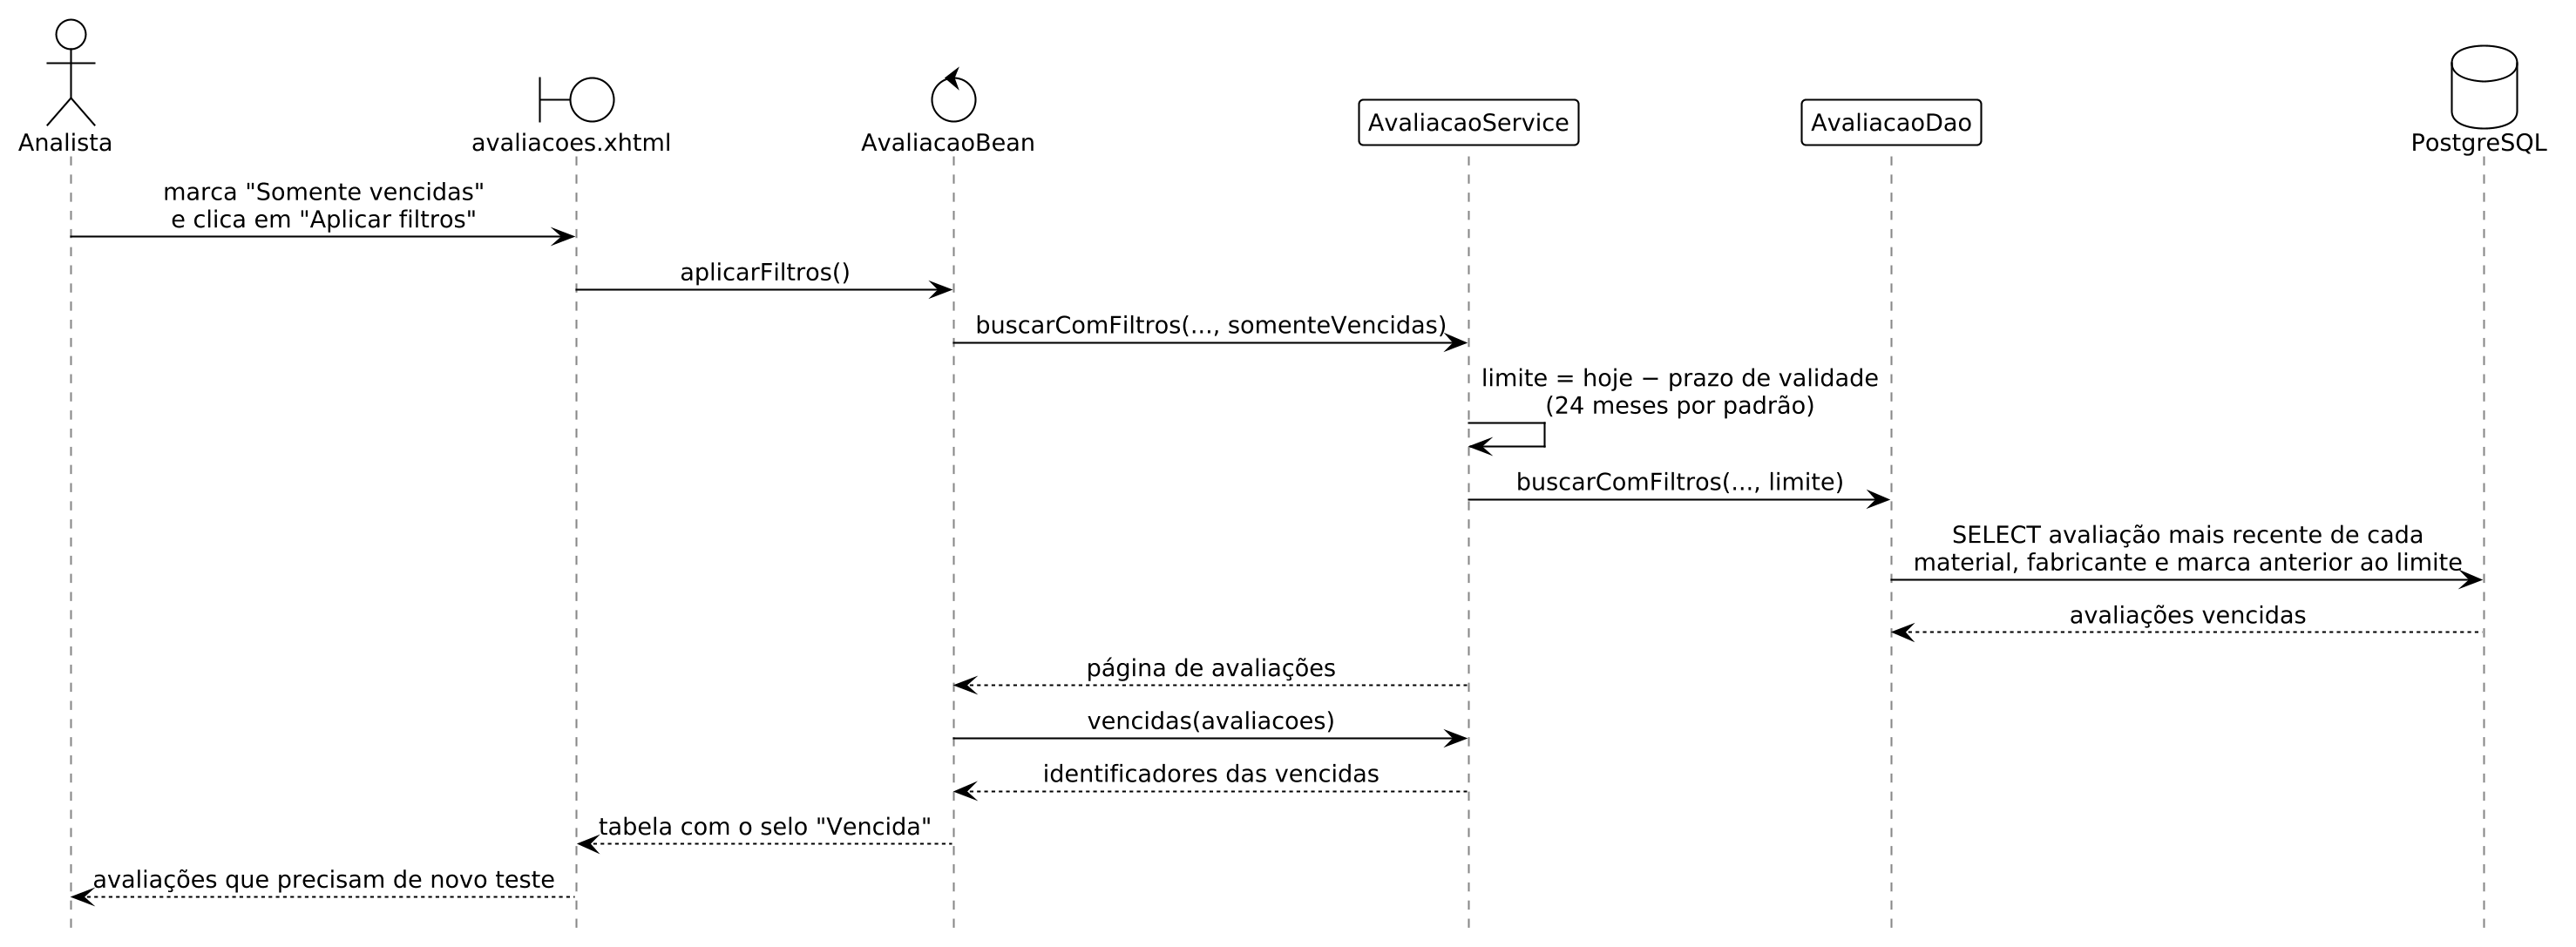 Analista
avaliacoes.xhtml
AvaliacaoBean
AvaliacaoService
AvaliacaoDao
PostgreSQL
marca "Somente vencidas"
e clica em "Aplicar filtros"
aplicarFiltros()
buscarComFiltros(..., somenteVencidas)
limite = hoje − prazo de validade
(24 meses por padrão)
buscarComFiltros(..., limite)
SELECT avaliação mais recente de cada
material, fabricante e marca anterior ao limite
avaliações vencidas
página de avaliações
vencidas(avaliacoes)
identificadores das vencidas
tabela com o selo "Vencida"
avaliações que precisam de novo teste